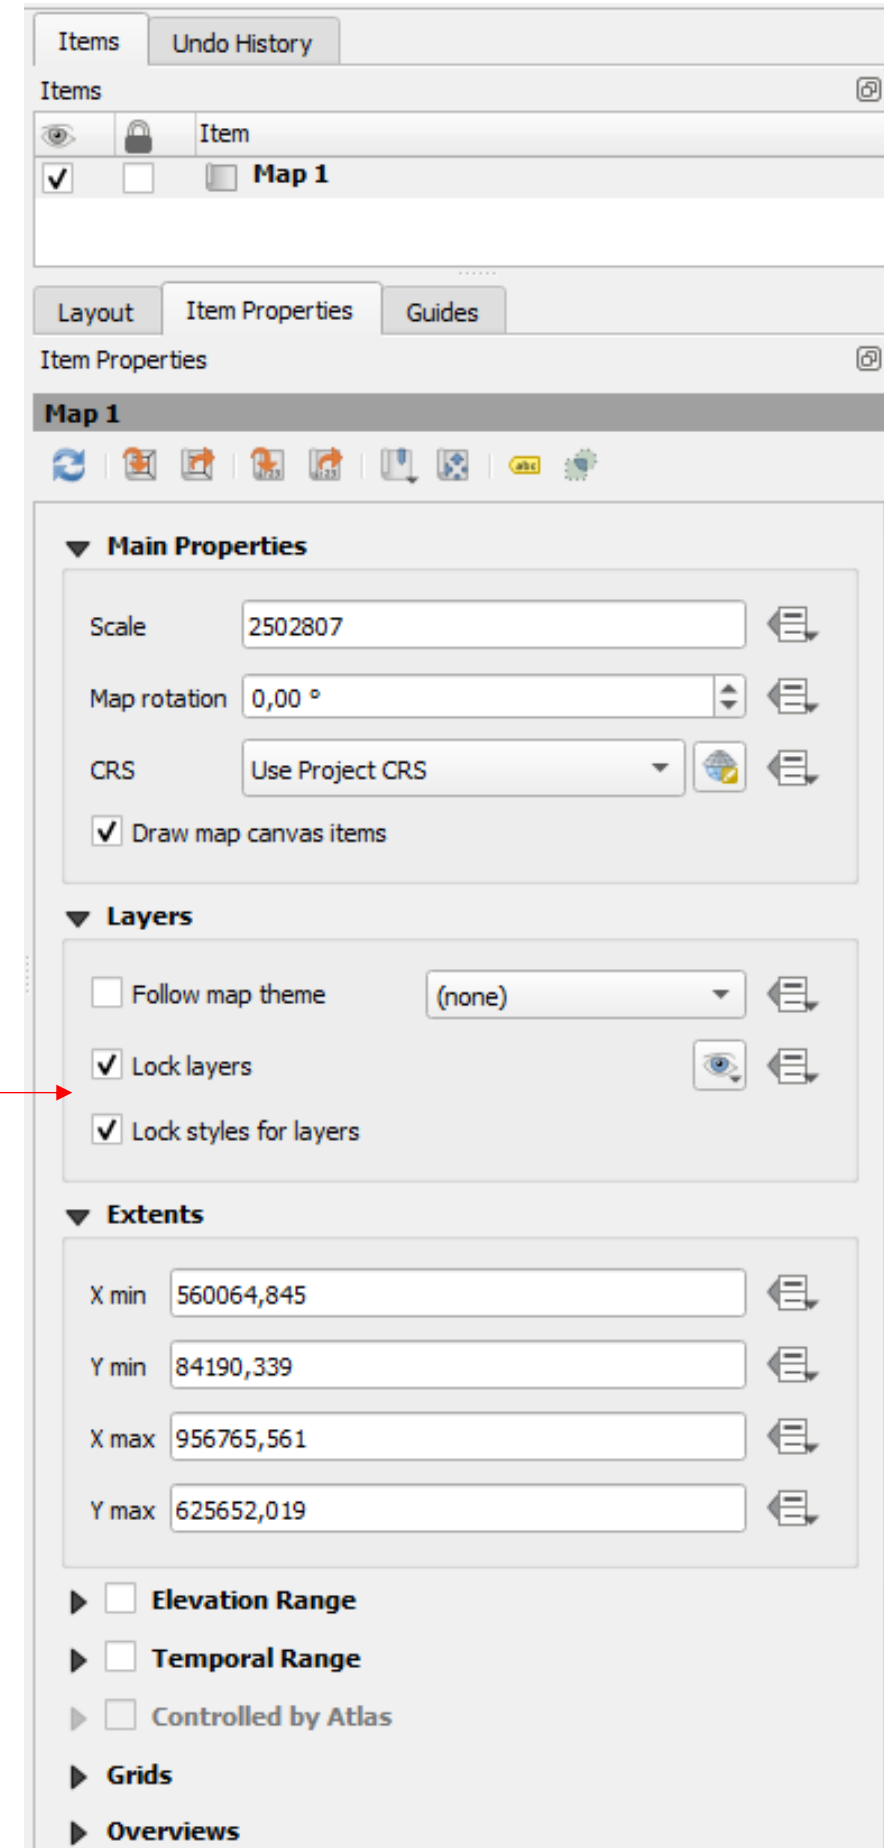 Items Undo History
Items
Item
Map 1
Layout Item Properties Guides
Item Properties
Map 1
abc
Main Properties
Scale 2502807
Map rotation 0,00 °
CRS Use Project CRS
Draw map canvas items
Layers
Follow map theme (none)
Lock layers
Lock styles for layers
Extents
X min 560064,845
Y min 84190,339
X max 956765,561
Y max 625652,019
Elevation Range
Temporal Range
Controlled by Atlas
Grids
Overviews